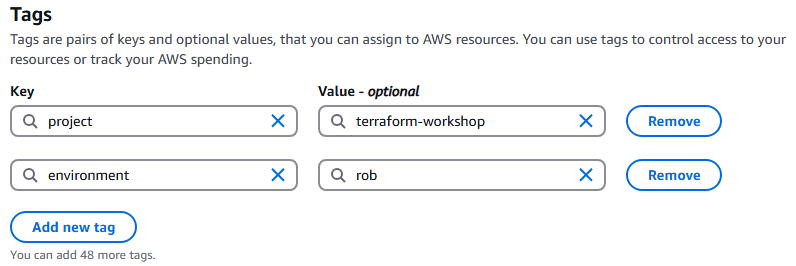 Tags
Tags are pairs of keys and optional values, that you can assign to AWS resources. You can use tags to control access to your
resources or track your AWS spending.
Key Value - optional
project terraform-workshop Remove
environment rob Remove
Add new tag
You can add 48 more tags.